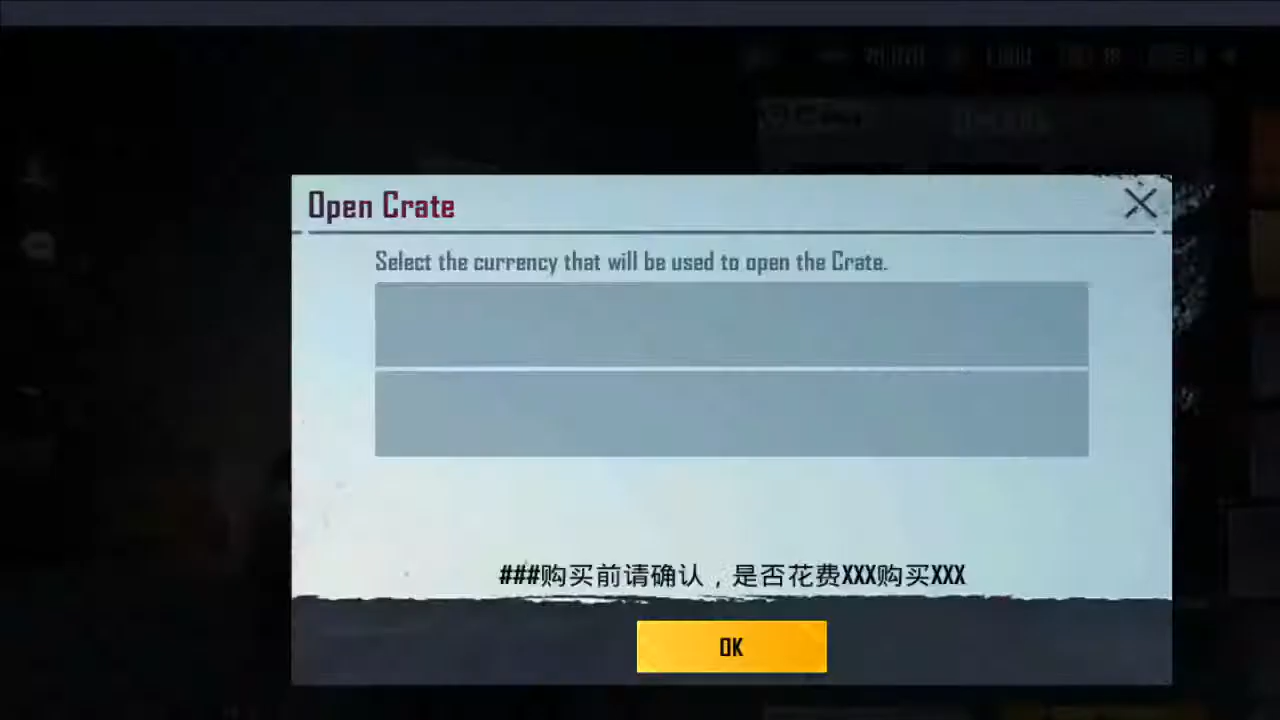 Open Crate
Select the currency that will be used to open the Crate.
###购买前请确认，是否花费XXX购买XXX
OK